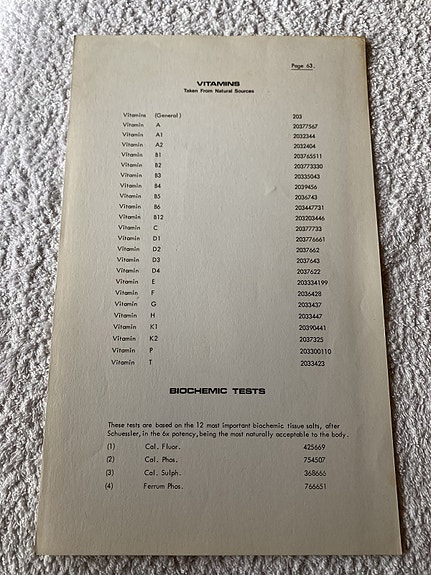 Page 63.
VITAMINS
Taken From Natural Sources
Vitamins (General) 203
Vitamin A 20377567
Vitamin A1 2032344
Vitamin A2 2032404
Vitamin B1 203765511
Vitamin B2 203773330
Vitamin B3 20335043
Vitamin B4 2039456
Vitamin B5 2036743
Vitamin B6 203447731
Vitamin B12 203203446
Vitamin C 20377733
Vitamin D1 203776661
Vitamin D2 2037662
Vitamin D3 2037643
Vitamin D4 2037622
Vitamin E 203334199
Vitamin F 2036428
Vitamin G 2033437
Vitamin H 2033447
Vitamin K1 20390441
Vitamin K2 2037325
Vitamin P 203300110
Vitamin T 2033423
BIOCHEMIC TESTS
These tests are based on the 12 most important biochemic tissue salts, after
Schuessler, in the 6x potency, being the most naturally acceptable to the body.
(1) Cal. Fluor. 425669
(2) Cal. Phos. 754507
(3) Cal. Sulph. 368666
(4) Ferrum Phos. 766651